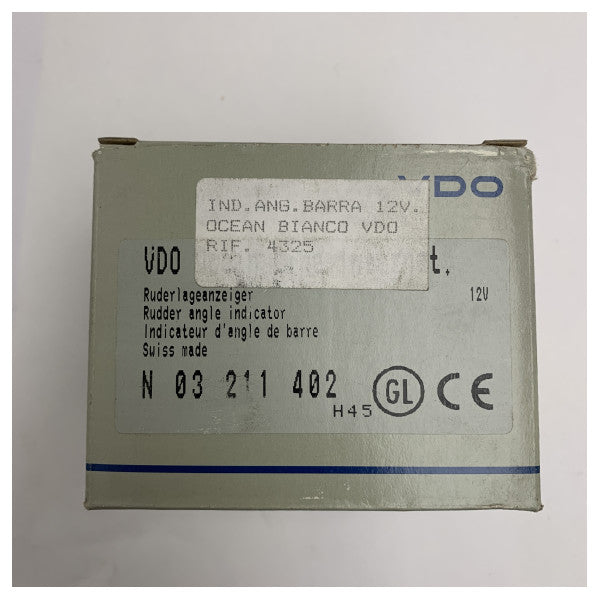 VDO
IND.ANG.BARRA 12V.
OCEAN BIANCO VDO
RIF. 4325
VDO t.
Ruderlageanzeiger 12V
Rudder angle indicator
Indicateur d'angle de barre
Swiss made
N 03 211 402 H45 GL CE